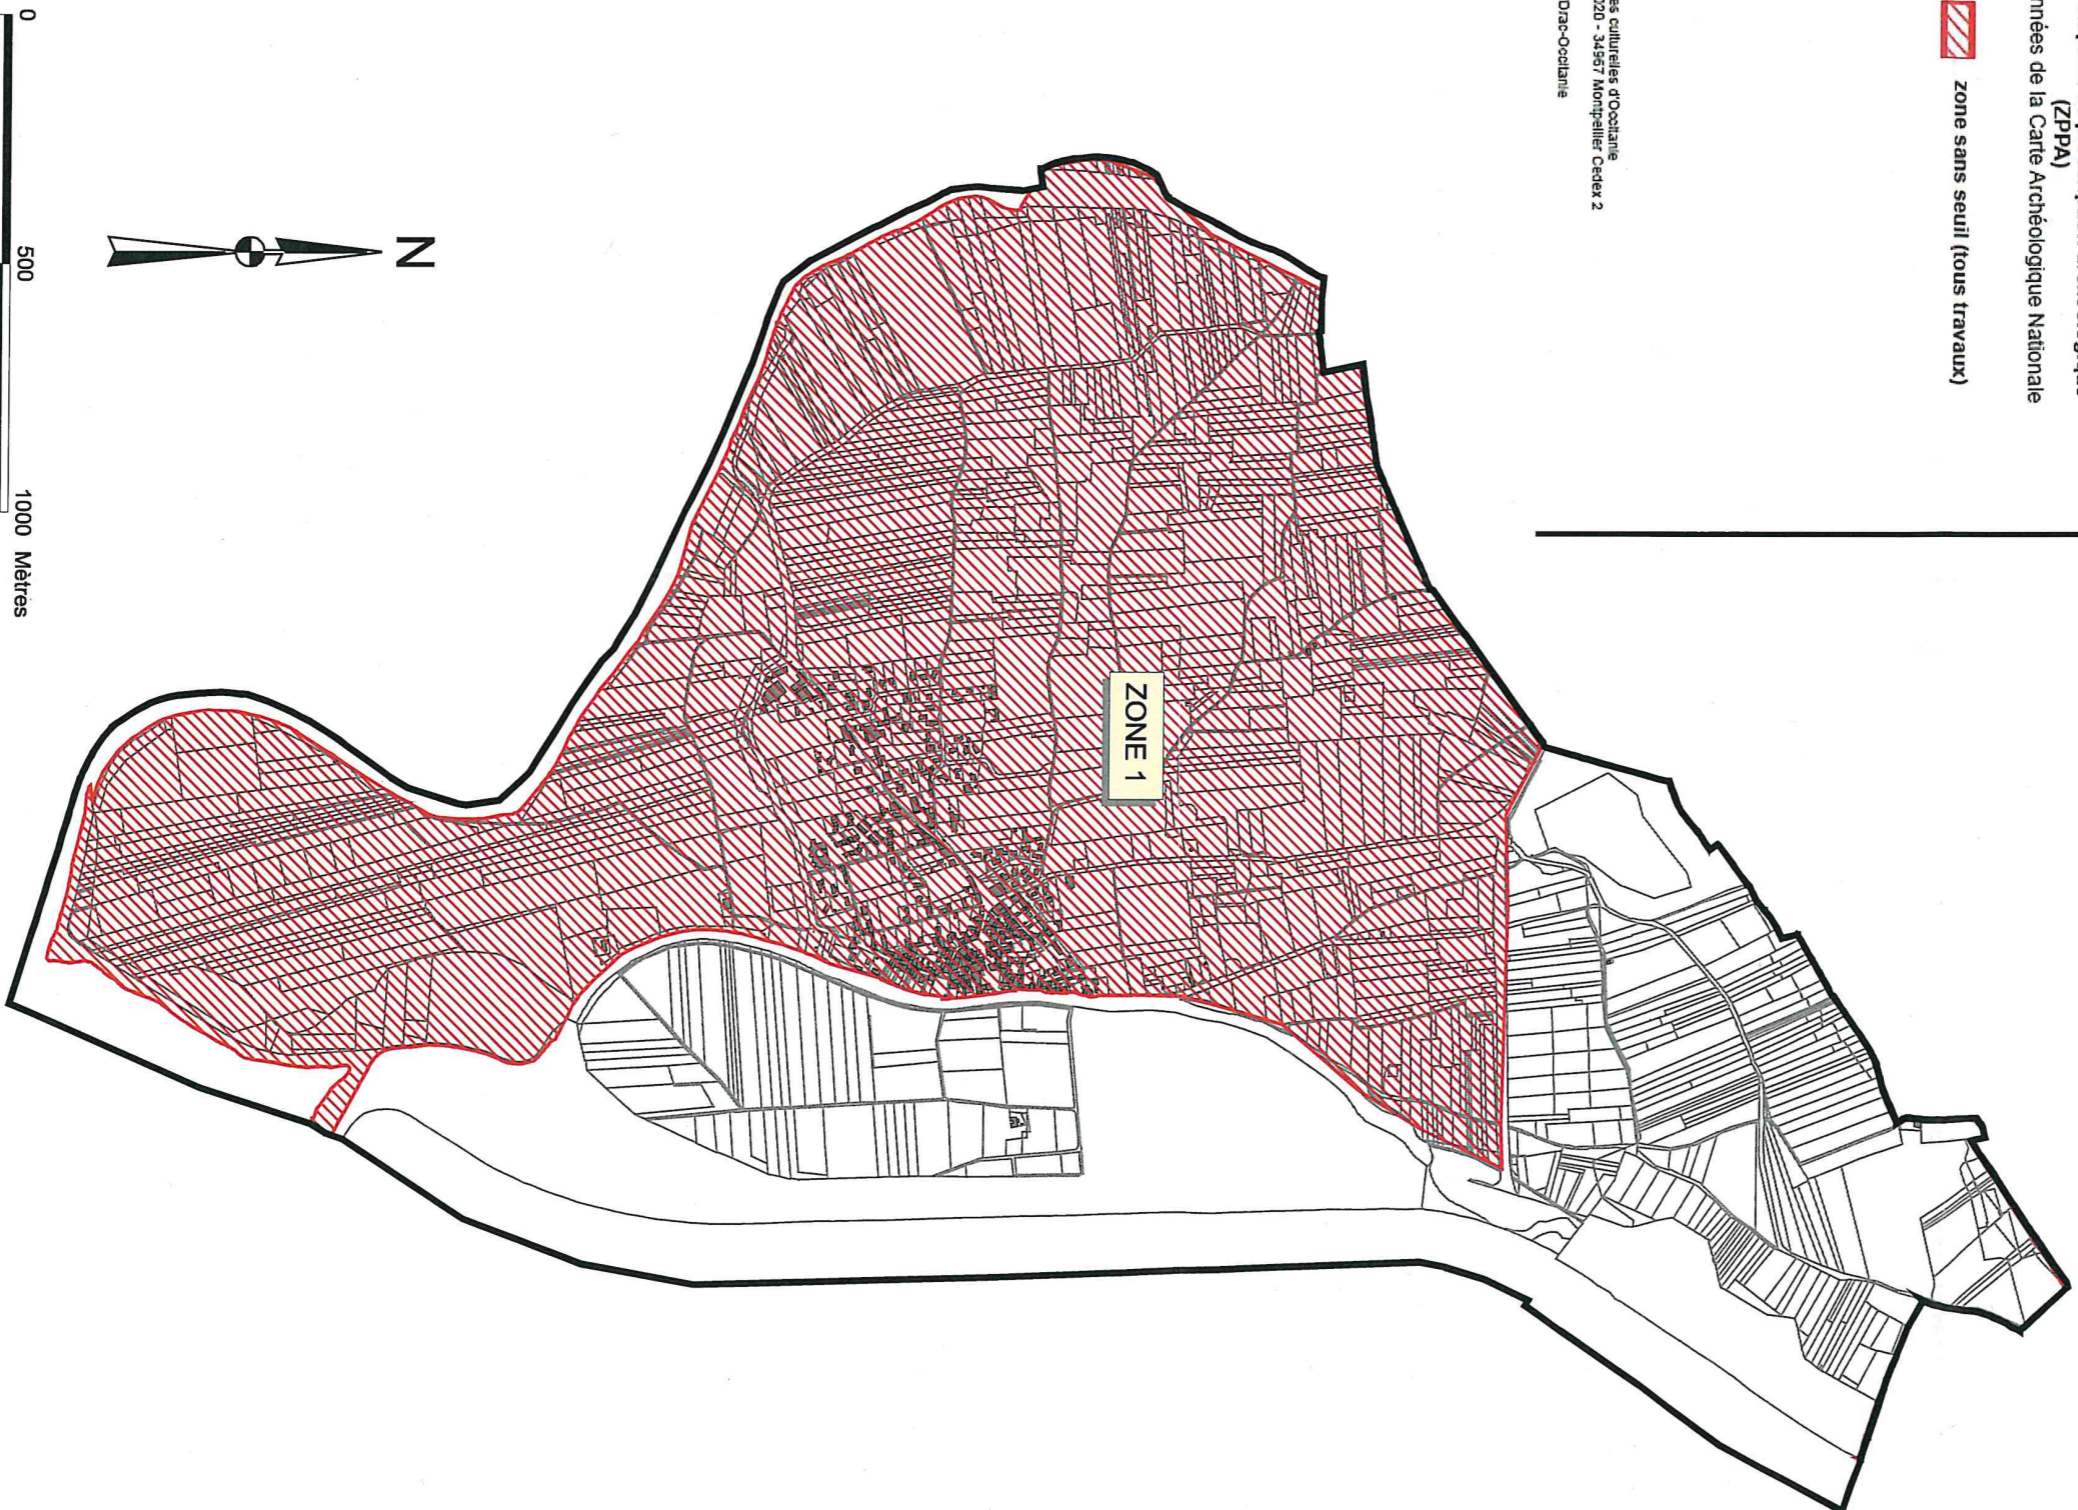 (ZPPA)
nnées de la Carte Archéologique Nationale
zone sans seuil (tous travaux)
es culturelles d'Occitanie
020 - 34967 Montpellier Cedex 2
Drac-Occitanie
ZONE 1
N
0 500 1000 Mètres